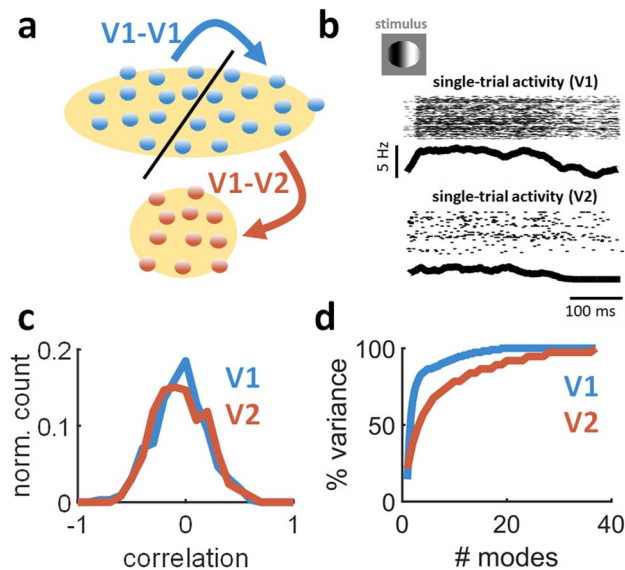 a
V1-V1
V1-V2
b
stimulus
single-trial activity (V1)
5 Hz
single-trial activity (V2)
100 ms
c
0.2
0.1
0
norm. count
V1
V2
-1 0 1
correlation
d
100
50
0
% variance
V1
V2
0 20 40
# modes